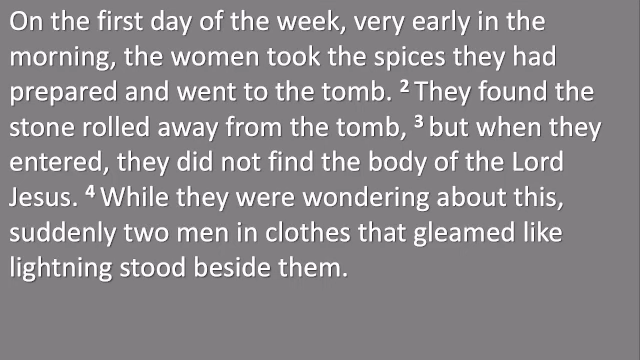 On the first day of the week, very early in the
morning, the women took the spices they had
prepared and went to the tomb. ² They found the
stone rolled away from the tomb, ³ but when they
entered, they did not find the body of the Lord
Jesus. ⁴ While they were wondering about this,
suddenly two men in clothes that gleamed like
lightning stood beside them.